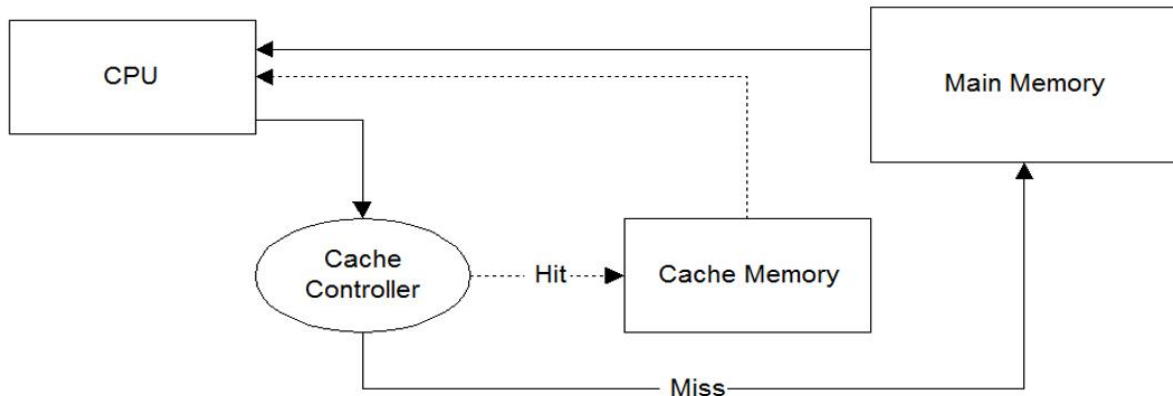 CPU
Main Memory
Cache
Controller
Hit
Cache Memory
Miss